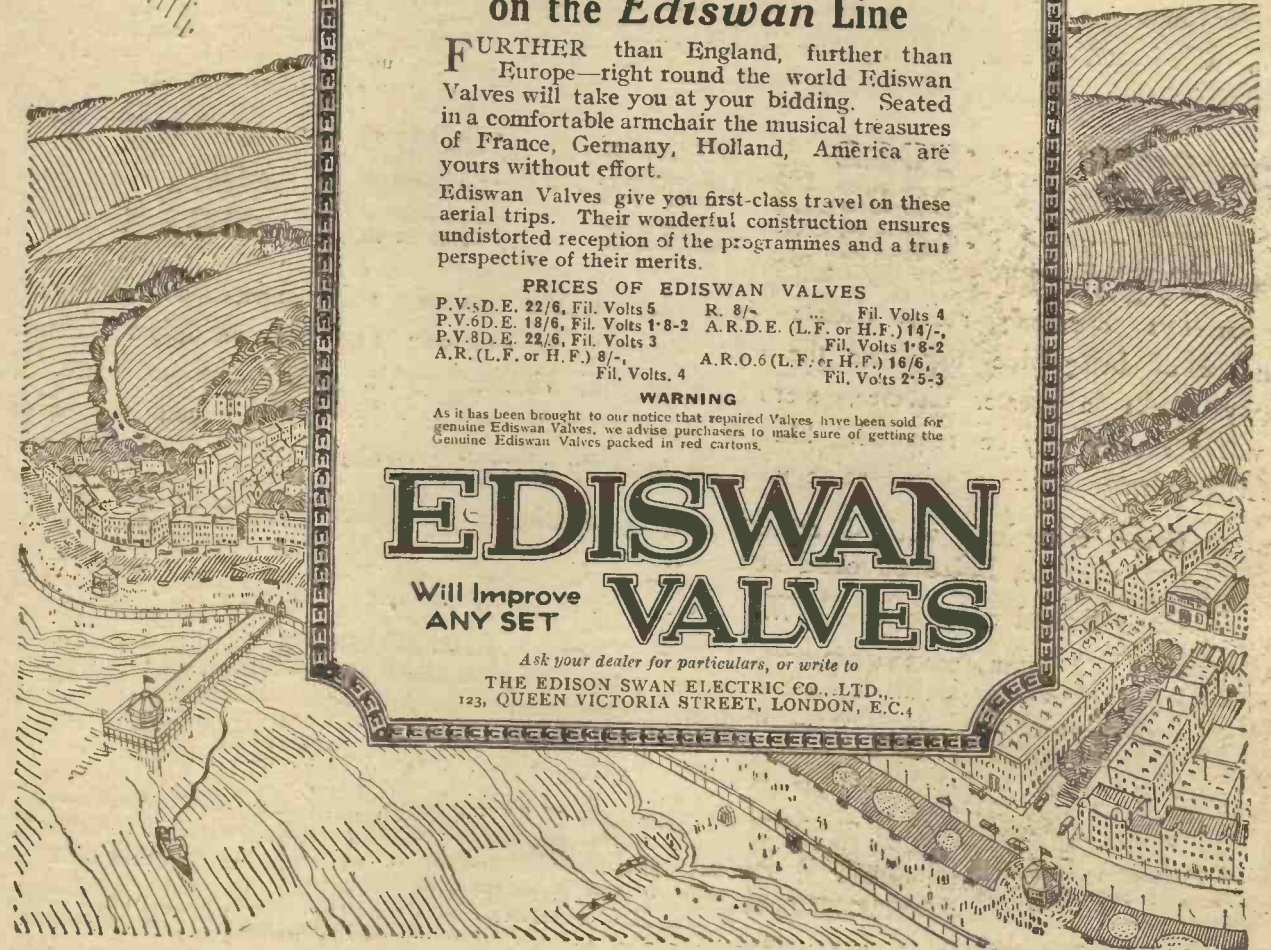 on the Ediswan Line
FURTHER than England, further than
Europe—right round the world Ediswan
Valves will take you at your bidding. Seated
in a comfortable armchair the musical treasures
of France, Germany, Holland, America are
yours without effort.
Ediswan Valves give you first-class travel on these
aerial trips. Their wonderful construction ensures
undistorted reception of the programmes and a true
perspective of their merits.
PRICES OF EDISWAN VALVES
P.V.5D.E. 22/6, Fil. Volts 5 R. 8/- ... Fil. Volts 4
P.V.6D.E. 18/6, Fil. Volts 1·8-2 A.R.D.E. (L.F. or H.F.) 14/-,
P.V.8D.E. 22/6, Fil. Volts 3 Fil. Volts 1·8-2
A.R. (L.F. or H.F.) 8/-, A.R.O.6 (L.F. or H.F.) 16/6,
Fil. Volts. 4 Fil. Volts 2·5-3
WARNING
As it has been brought to our notice that repaired Valves have been sold for
genuine Ediswan Valves, we advise purchasers to make sure of getting the
Genuine Ediswan Valves packed in red cartons.
EDISWAN
Will Improve
ANY SET
VALVES
Ask your dealer for particulars, or write to
THE EDISON SWAN ELECTRIC CO., LTD.,
123, QUEEN VICTORIA STREET, LONDON, E.C.4